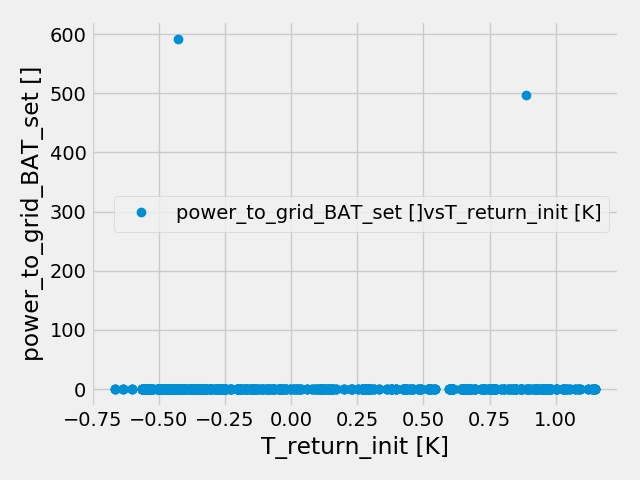 600
500
400
300
200
100
0
power_to_grid_BAT_set []
power_to_grid_BAT_set []vsT_return_init [K]
−0.75 −0.50 −0.25 0.00 0.25 0.50 0.75 1.00
T_return_init [K]